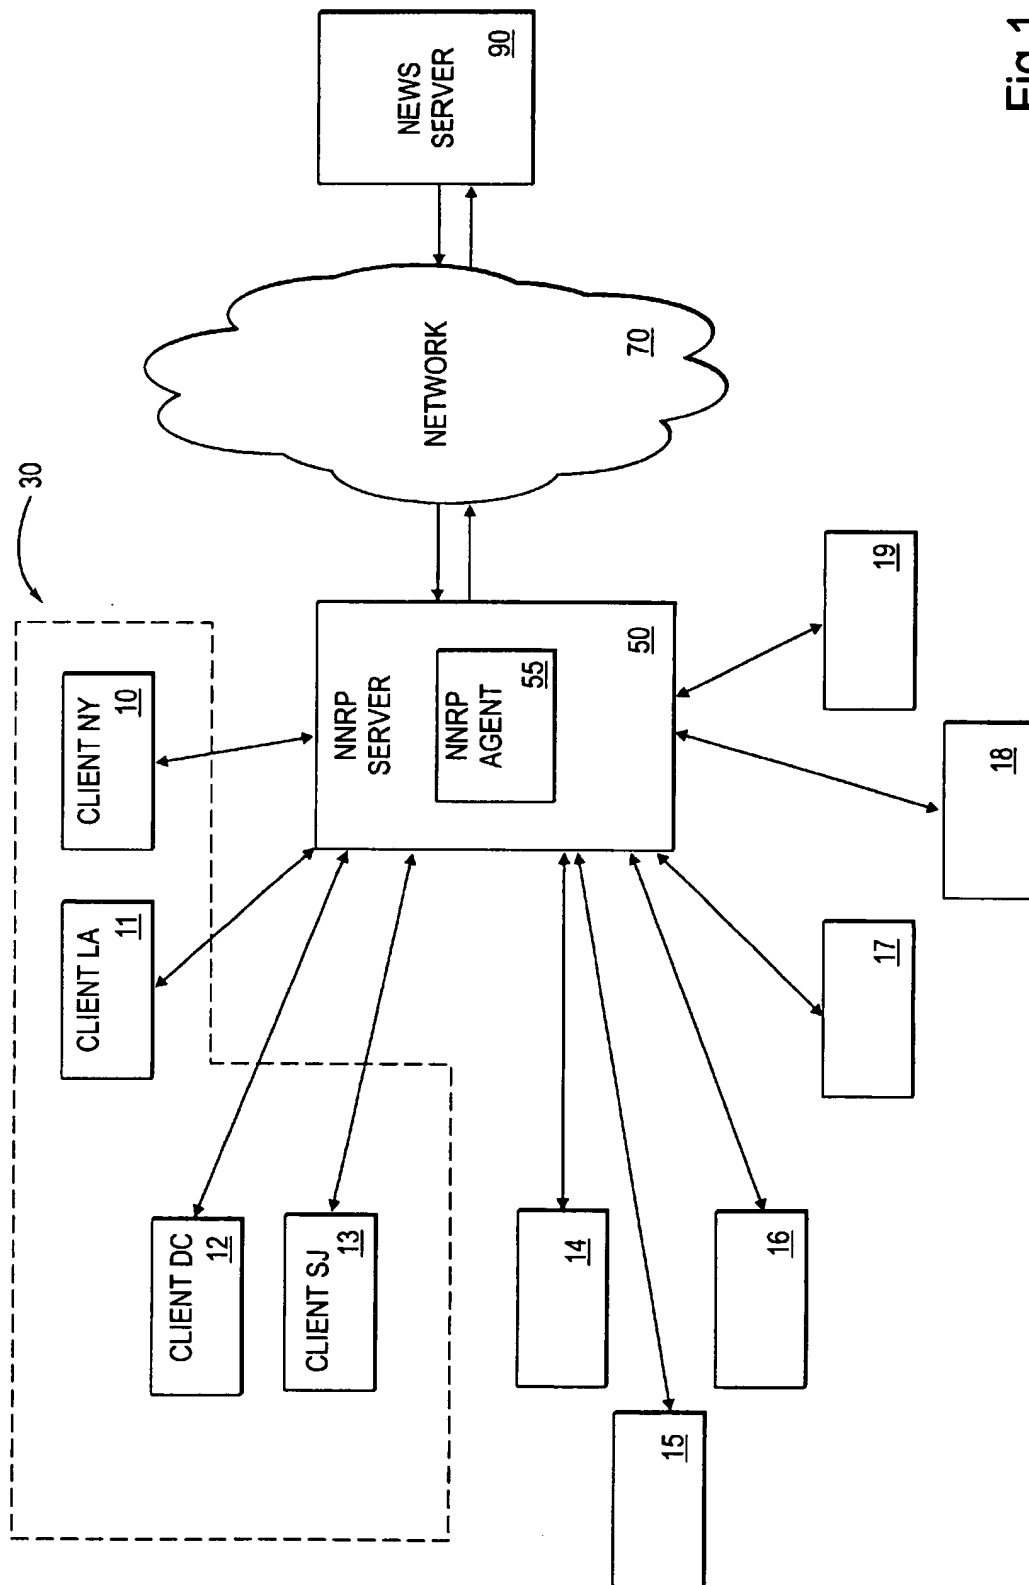 30
CLIENT NY
10
CLIENT LA
11
CLIENT DC
12
CLIENT SJ
13
NNRP
SERVER
NNRP
AGENT
55
50
NETWORK
70
NEWS
SERVER
90
14
15
16
17
18
19
Fig.1